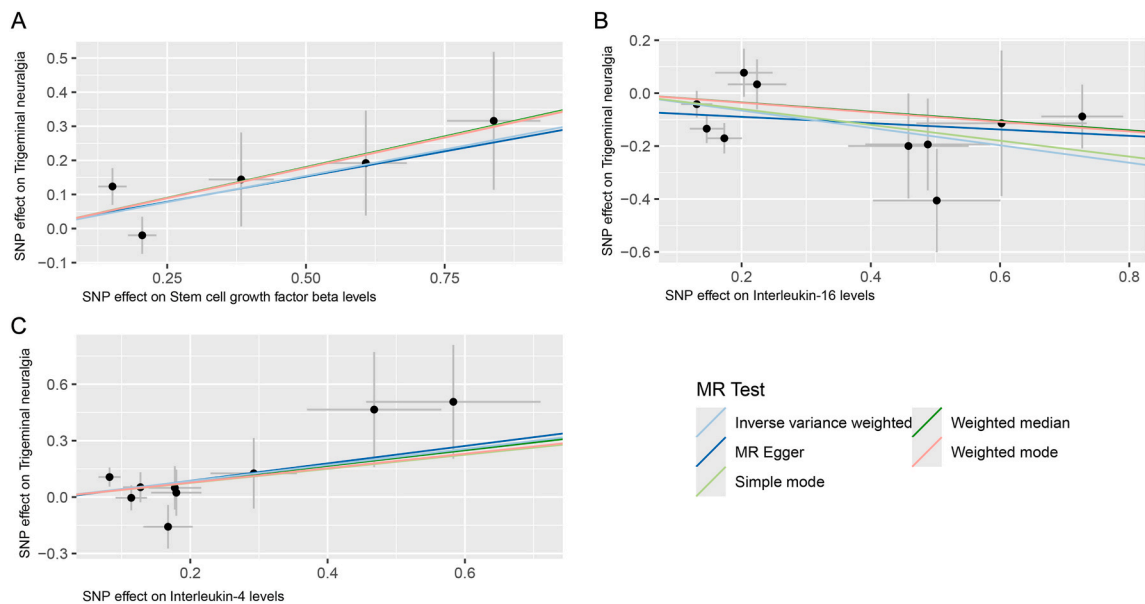 A
SNP effect on Trigeminal neuralgia
0.5
0.4
0.3
0.2
0.1
0.0
−0.1
0.25
0.50
0.75
SNP effect on Stem cell growth factor beta levels
B
SNP effect on Trigeminal neuralgia
0.2
0.0
−0.2
−0.4
−0.6
0.2
0.4
0.6
0.8
SNP effect on Interleukin-16 levels
C
SNP effect on Trigeminal neuralgia
0.6
0.3
0.0
−0.3
0.2
0.4
0.6
SNP effect on Interleukin-4 levels
MR Test
Inverse variance weighted
MR Egger
Simple mode
Weighted median
Weighted mode